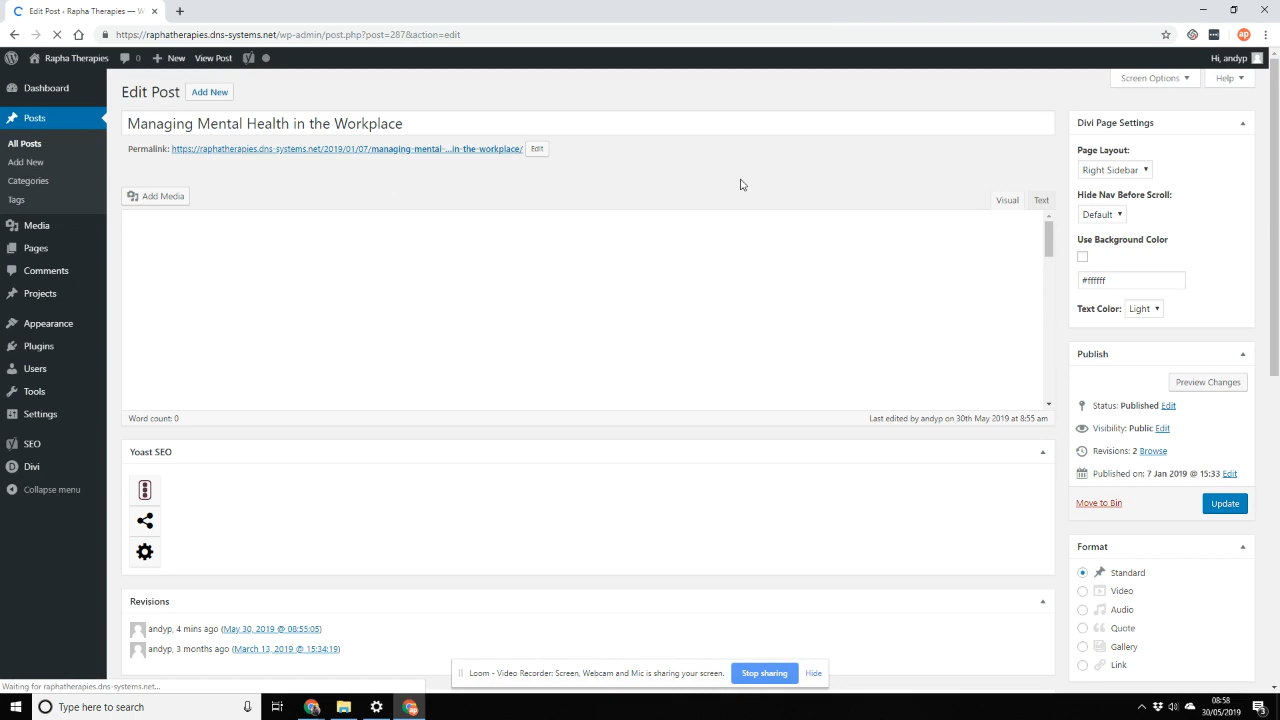 Edit Post ‹ Rapha Therapies — W
https://raphatherapies.dns-systems.net/wp-admin/post.php?post=287&action=edit
Rapha Therapies 0 New View Post Hi, andyp
Screen Options Help
Dashboard
Posts
All Posts
Add New
Categories
Tags
Media
Pages
Comments
Projects
Appearance
Plugins
Users
Tools
Settings
SEO
Divi
Collapse menu
Edit Post Add New
Managing Mental Health in the Workplace
Permalink: https://raphatherapies.dns-systems.net/2019/01/07/managing-mental-...in-the-workplace/ Edit
Add Media
Visual Text
Word count: 0 Last edited by andyp on 30th May 2019 at 8:55 am
Yoast SEO
Revisions
andyp, 4 mins ago (May 30, 2019 @ 08:55:05)
andyp, 3 months ago (March 13, 2019 @ 15:34:19)
Divi Page Settings
Page Layout:
Right Sidebar
Hide Nav Before Scroll:
Default
Use Background Color
#ffffff
Text Color: Light
Publish
Preview Changes
Status: Published Edit
Visibility: Public Edit
Revisions: 2 Browse
Published on: 7 Jan 2019 @ 15:33 Edit
Move to Bin Update
Format
Standard
Video
Audio
Quote
Gallery
Link
Loom - Video Recorder: Screen, Webcam and Mic is sharing your screen. Stop sharing Hide
Waiting for raphatherapies.dns-systems.net...
Type here to search
08:58
30/05/2019
3